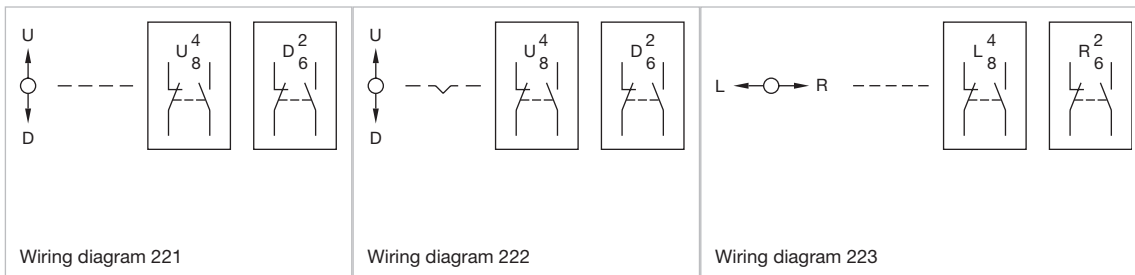 U
D
U 4
8
D 2
6
Wiring diagram 221
U
D
U 4
8
D 2
6
Wiring diagram 222
L R
L 4
8
R 2
6
Wiring diagram 223